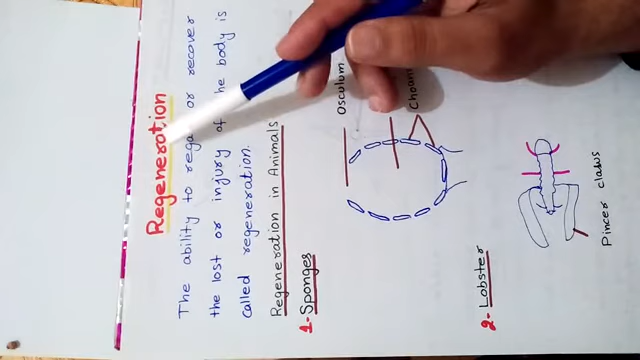 Regeneration
The ability to or recover
the lost or injury of the body is
called regeneration.
Regeneration in Animals
1- Sponges
Osculum
2- Lobster
Pincer claws